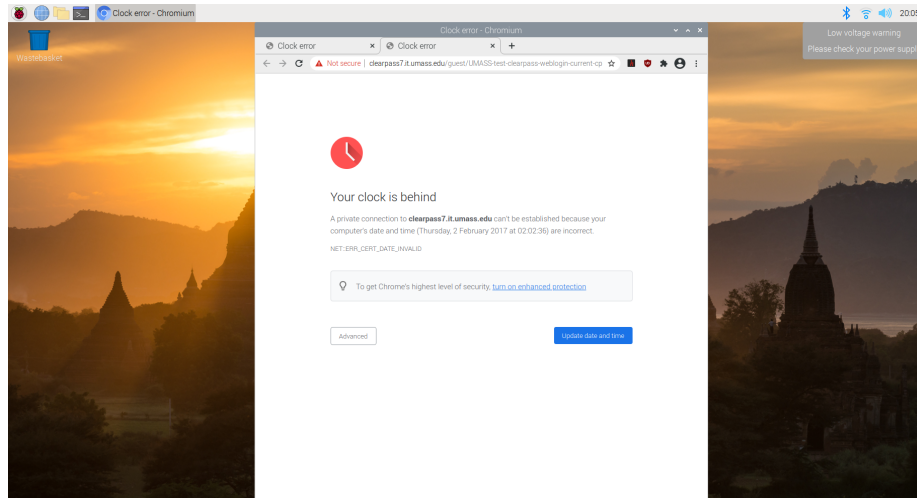 Clock error - Chromium
20:05
Wastebasket
Clock error - Chromium
Low voltage warning
Please check your power suppl
Clock error
Clock error
Not secure | clearpass7.it.umass.edu/guest/UMASS-test-clearpass-weblogin-current-cp
Your clock is behind
A private connection to clearpass7.it.umass.edu can't be established because your
computer's date and time (Thursday, 2 February 2017 at 02:02:36) are incorrect.
NET::ERR_CERT_DATE_INVALID
To get Chrome's highest level of security, turn on enhanced protection
Advanced
Update date and time